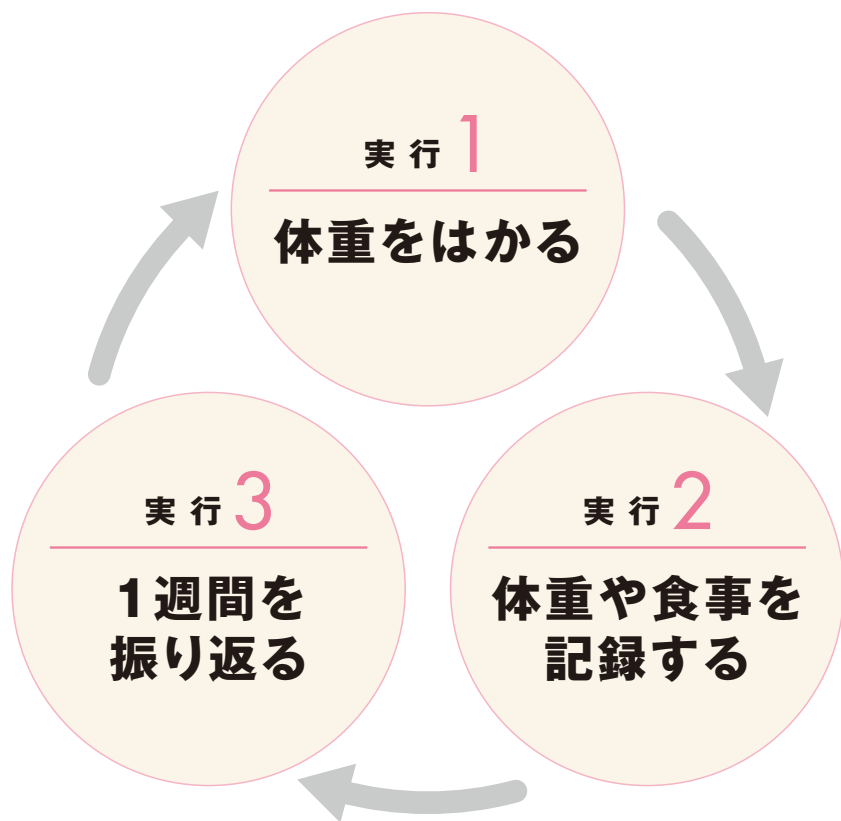 実行1
体重をはかる
実行2
体重や食事を
記録する
実行3
1週間を
振り返る